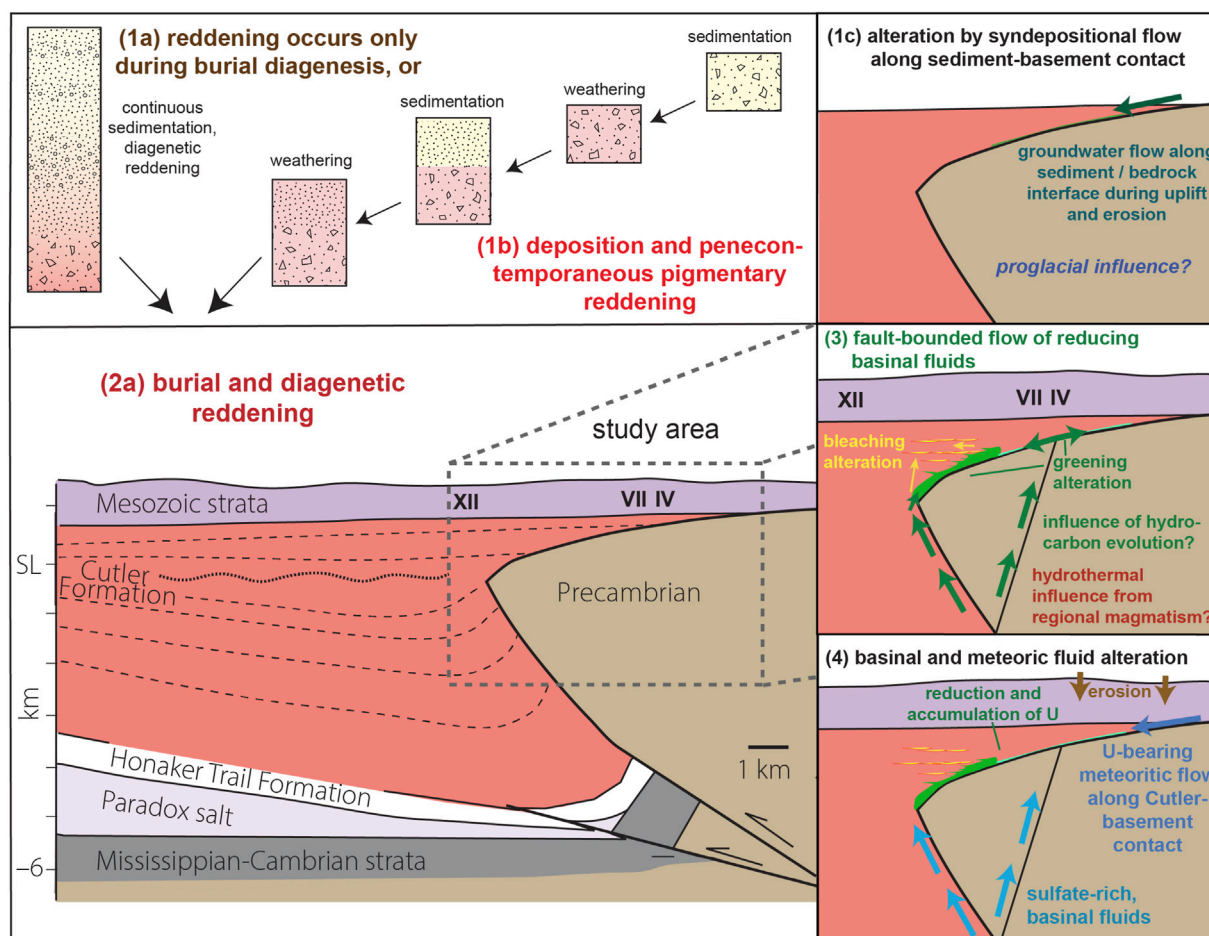 (1a) reddening occurs only
during burial diagenesis, or
continuous
sedimentation,
diagenetic
reddening
weathering
sedimentation
weathering
sedimentation
(1b) deposition and penecon-
temporaneous pigmentary
reddening
(1c) alteration by syndepositional flow
along sediment-basement contact
groundwater flow along
sediment / bedrock
interface during uplift
and erosion
proglacial influence?
(2a) burial and diagenetic
reddening
study area
Mesozoic strata
XII
VII IV
SL
Cutler
Formation
Precambrian
km
Honaker Trail Formation
1 km
Paradox salt
Mississippian-Cambrian strata
–6
(3) fault-bounded flow of reducing
basinal fluids
XII
VII IV
bleaching
alteration
greening
alteration
influence of hydro-
carbon evolution?
hydrothermal
influence from
regional magmatism?
(4) basinal and meteoric fluid alteration
reduction and
accumulation of U
erosion
U-bearing
meteoritic flow
along Cutler-
basement
contact
sulfate-rich,
basinal fluids